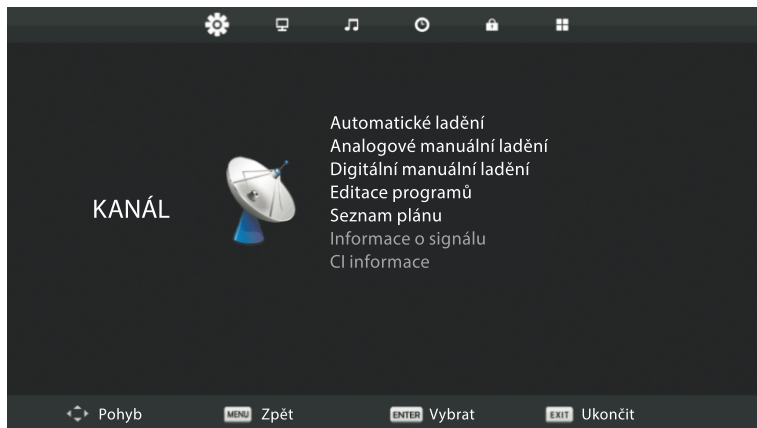 Automatické ladění
Analogové manuální ladění
Digitální manuální ladění
Editace programů
Seznam plánu
Informace o signálu
CI informace
KANÁL
Pohyb MENU Zpět ENTER Vybrat EXIT Ukončit